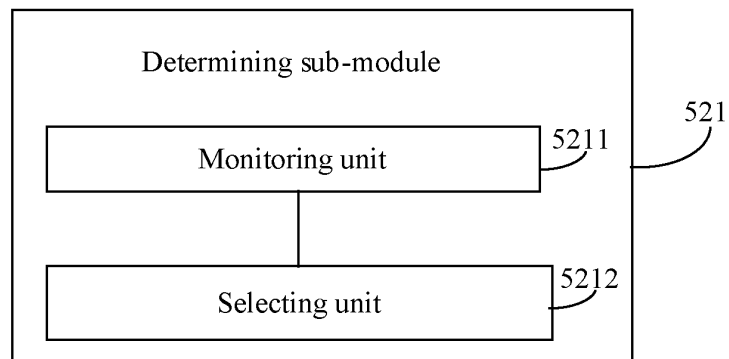 Determining sub-module
521
Monitoring unit
5211
Selecting unit
5212